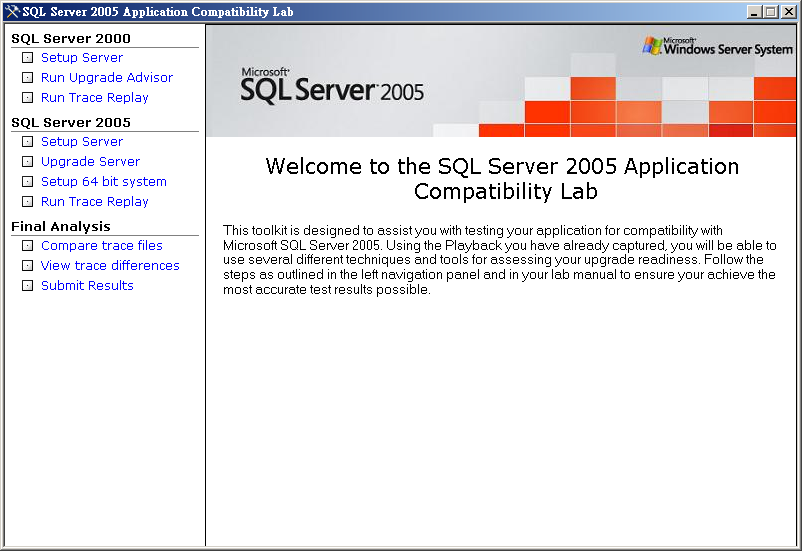 SQL Server 2005 Application Compatibility Lab
SQL Server 2000
Setup Server
Run Upgrade Advisor
Run Trace Replay
SQL Server 2005
Setup Server
Upgrade Server
Setup 64 bit system
Run Trace Replay
Final Analysis
Compare trace files
View trace differences
Submit Results
Microsoft
Windows Server System
Microsoft
SQL Server 2005
Welcome to the SQL Server 2005 Application
Compatibility Lab
This toolkit is designed to assist you with testing your application for compatibility with
Microsoft SQL Server 2005. Using the Playback you have already captured, you will be able to
use several different techniques and tools for assessing your upgrade readiness. Follow the
steps as outlined in the left navigation panel and in your lab manual to ensure your achieve the
most accurate test results possible.